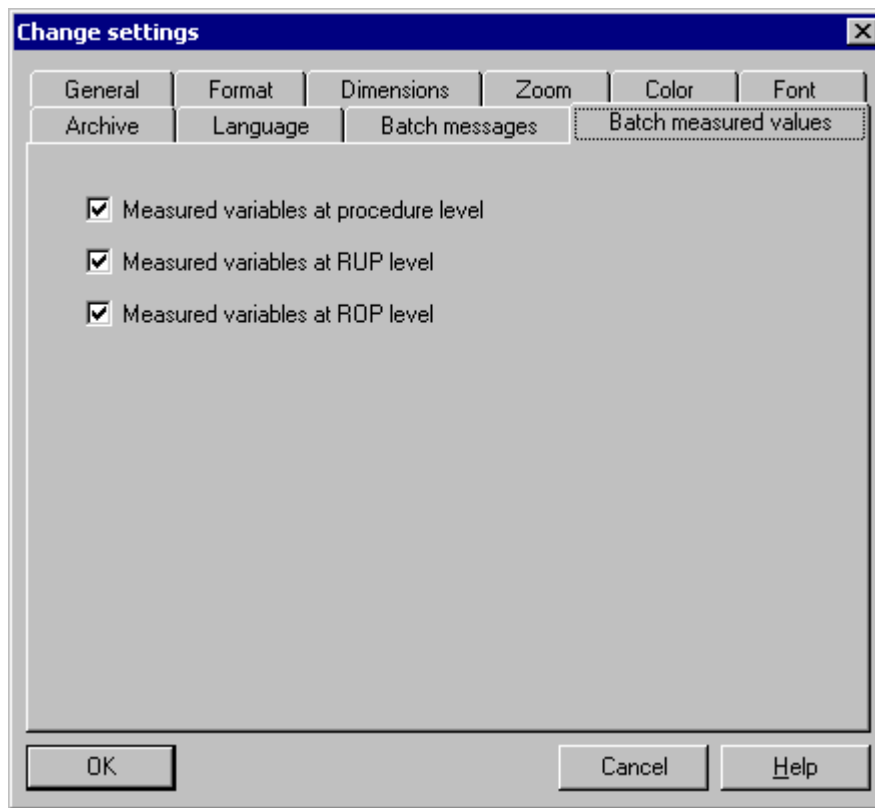 Change settings
General Format Dimensions Zoom Color Font
Archive Language Batch messages Batch measured values
Measured variables at procedure level
Measured variables at RUP level
Measured variables at ROP level
OK Cancel Help